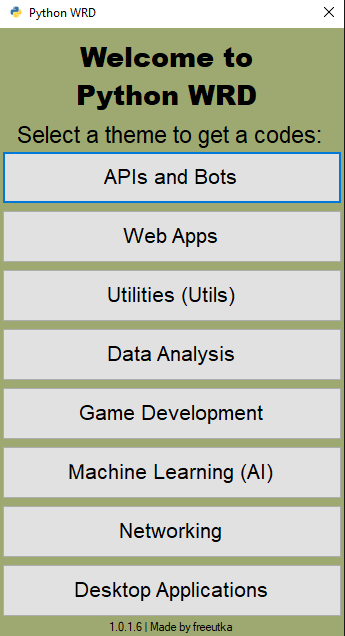 Python WRD
Welcome to
Python WRD
Select a theme to get a codes:
APIs and Bots
Web Apps
Utilities (Utils)
Data Analysis
Game Development
Machine Learning (AI)
Networking
Desktop Applications
1.0.1.6 | Made by freeutka